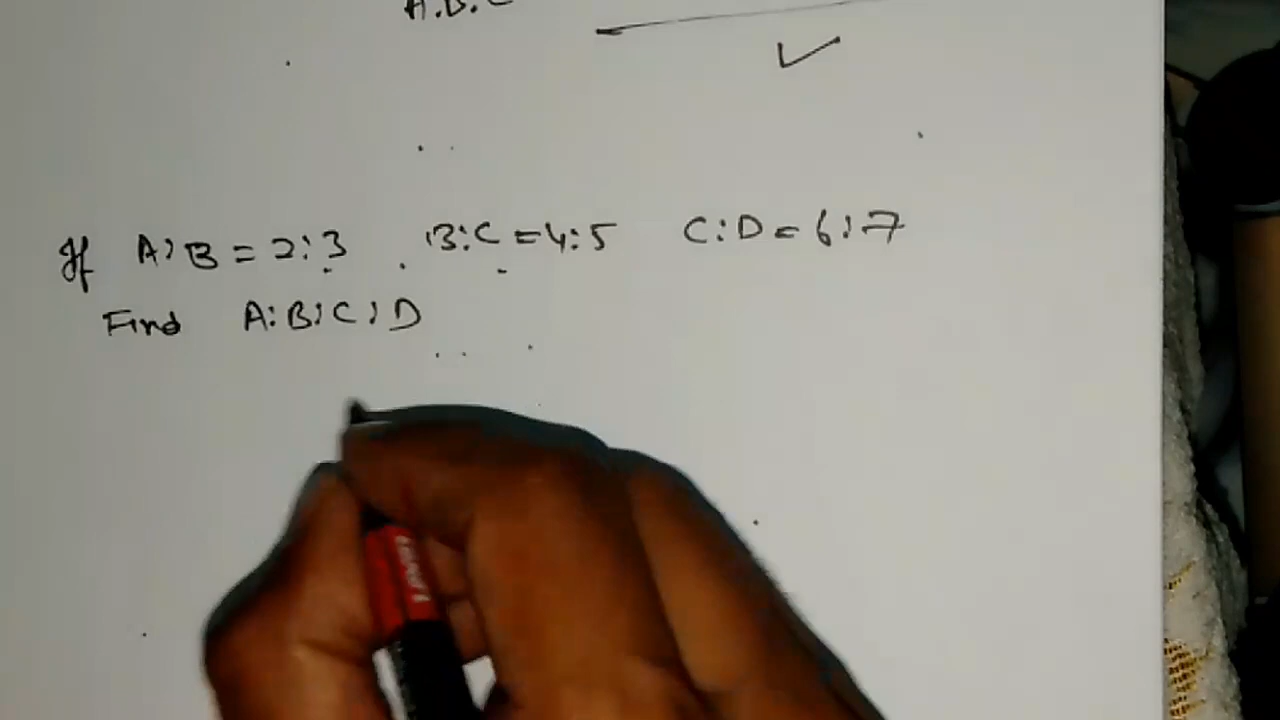 A.B.C
If A:B = 2:3 B:C = 4:5 C:D = 6:7
Find A:B:C:D